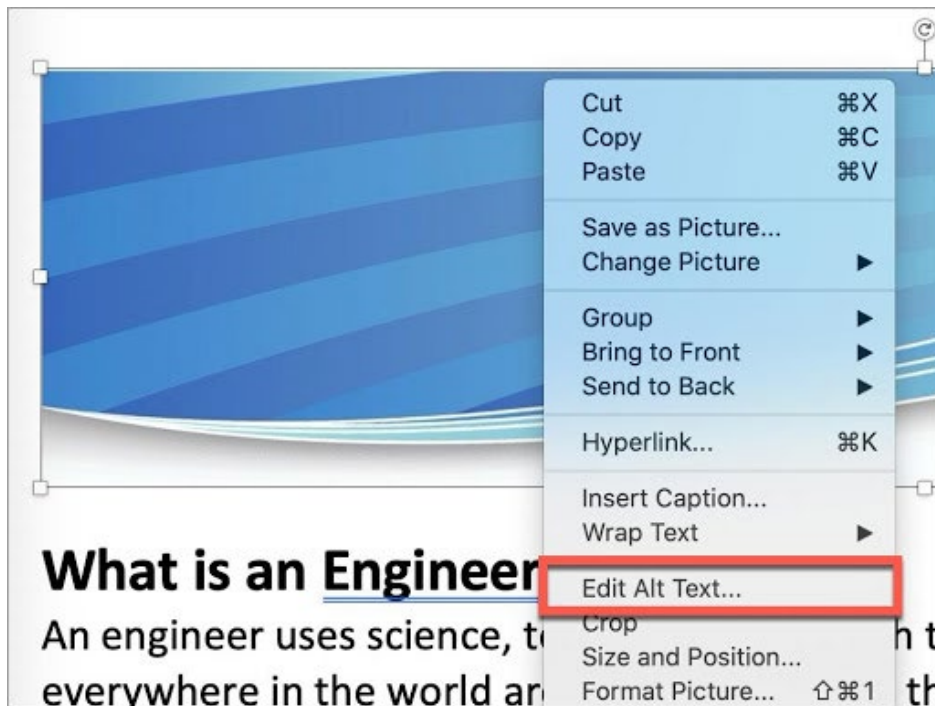 Cut ⌘X
Copy ⌘C
Paste ⌘V
Save as Picture...
Change Picture ▶
Group ▶
Bring to Front ▶
Send to Back ▶
Hyperlink... ⌘K
Insert Caption...
Wrap Text ▶
Edit Alt Text...
Crop
Size and Position...
Format Picture... ⇧⌘1
What is an Engineer
An engineer uses science,
everywhere in the world